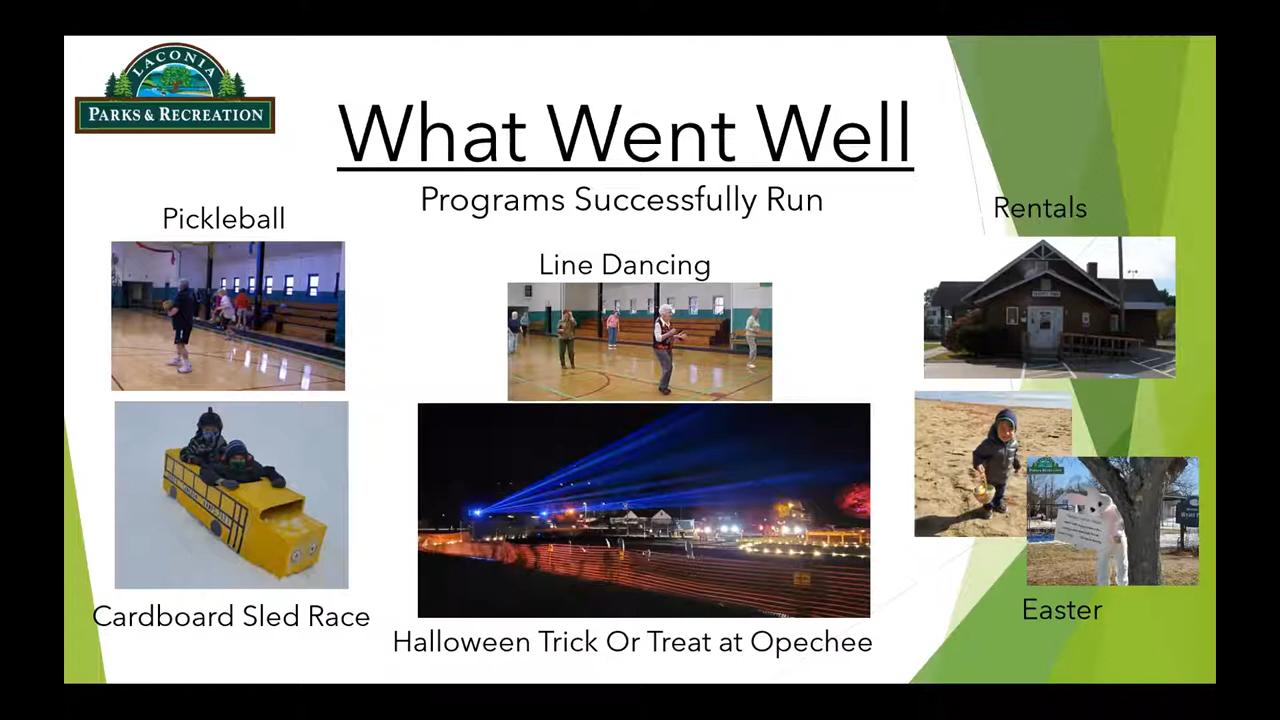 LACONIA
PARKS & RECREATION
What Went Well
Programs Successfully Run
Pickleball
Line Dancing
Rentals
Cardboard Sled Race
Halloween Trick Or Treat at Opechee
Easter